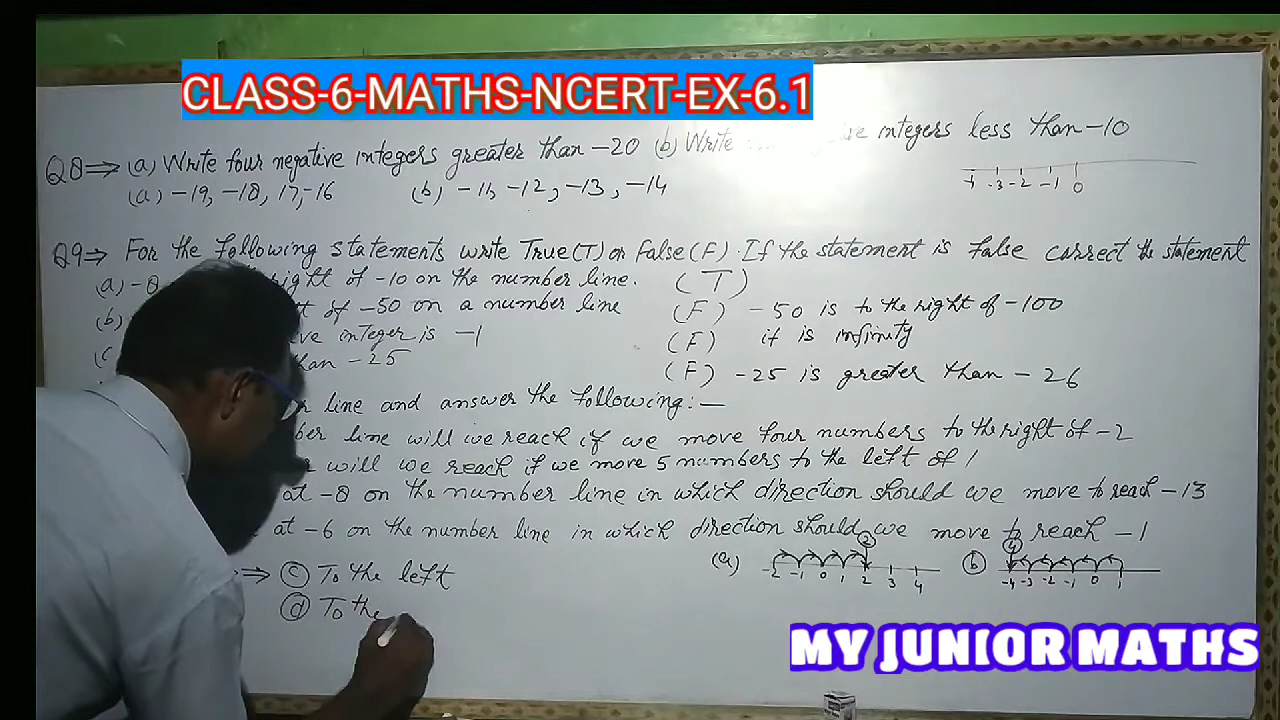 CLASS-6-MATHS-NCERT-EX-6.1
Q8⇒ (a) Write four negative integers greater than -20 (b) Write integers less than -10
(a) -19, -18, 17, -16 (b) -11, -12, -13, -14
-4 -3 -2 -1 0
Q9⇒ For the following statements write True(T) or False(F). If the statement is false correct the statement
(a) -8 right of -10 on the number line. (T)
(b) of -50 on a number line (F) -50 is to the right of -100
(c integer is -1 (F) it is infinity
than -25 (F) -25 is greater than -26
line and answer the following:—
line will we reach if we move four numbers to the right of -2
will we reach if we move 5 numbers to the left of 1
at -8 on the number line in which direction should we move to reach -13
at -6 on the number line in which direction should we move to reach -1
⇒ (c) To the left
(d) To the
(a) -2 -1 0 1 2 3 4 2
(b) -4 -3 -2 -1 0 1
MY JUNIOR MATHS